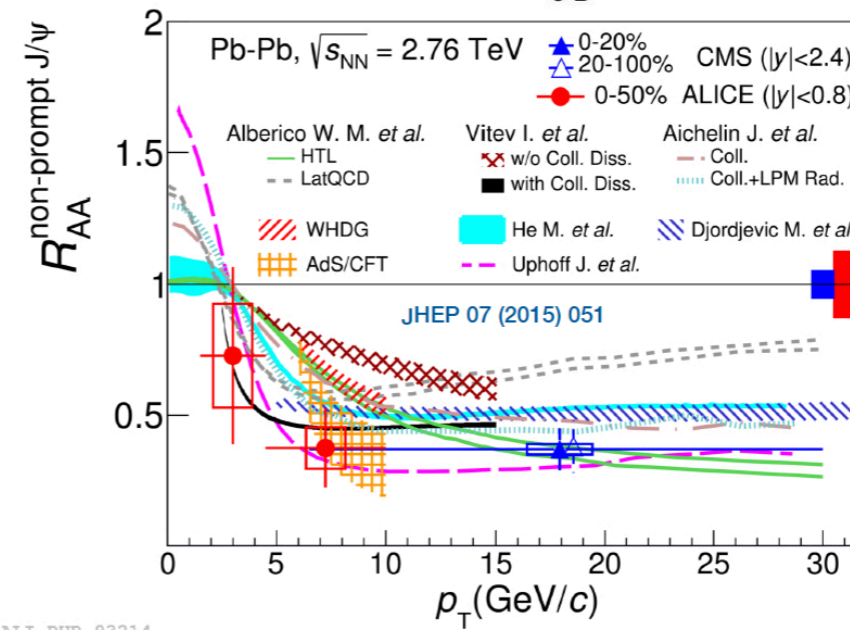 2
1.5
1
0.5
R_AA^non-prompt J/ψ
Pb-Pb, √s_NN = 2.76 TeV
0-20%
20-100%
CMS (|y|<2.4)
0-50% ALICE (|y|<0.8)
Alberico W. M. et al.
HTL
LatQCD
Vitev I. et al.
w/o Coll. Diss.
with Coll. Diss.
Aichelin J. et al.
Coll.
Coll.+LPM Rad.
WHDG
He M. et al.
Djordjevic M. et al
AdS/CFT
Uphoff J. et al.
JHEP 07 (2015) 051
0 5 10 15 20 25 30
p_T (GeV/c)